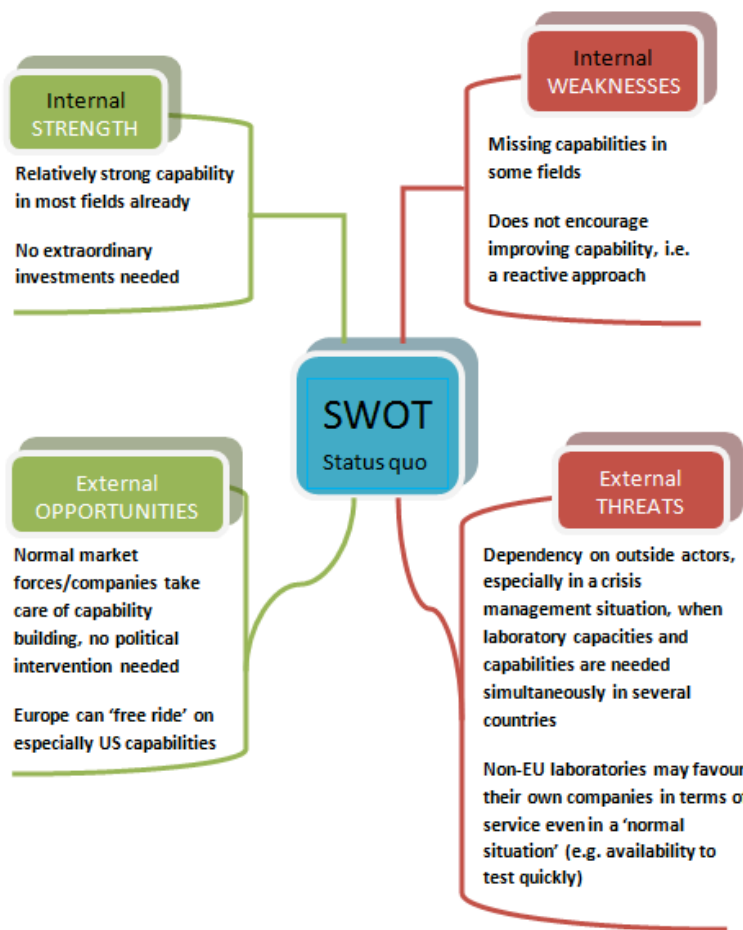 Internal
STRENGTH
Relatively strong capability
in most fields already
No extraordinary
investments needed
Internal
WEAKNESSES
Missing capabilities in
some fields
Does not encourage
improving capability, i.e.
a reactive approach
SWOT
Status quo
External
OPPORTUNITIES
Normal market
forces/companies take
care of capability
building, no political
intervention needed
Europe can ‘free ride’ on
especially US capabilities
External
THREATS
Dependency on outside actors,
especially in a crisis
management situation, when
laboratory capacities and
capabilities are needed
simultaneously in several
countries
Non-EU laboratories may favour
their own companies in terms of
service even in a ‘normal
situation’ (e.g. availability to
test quickly)